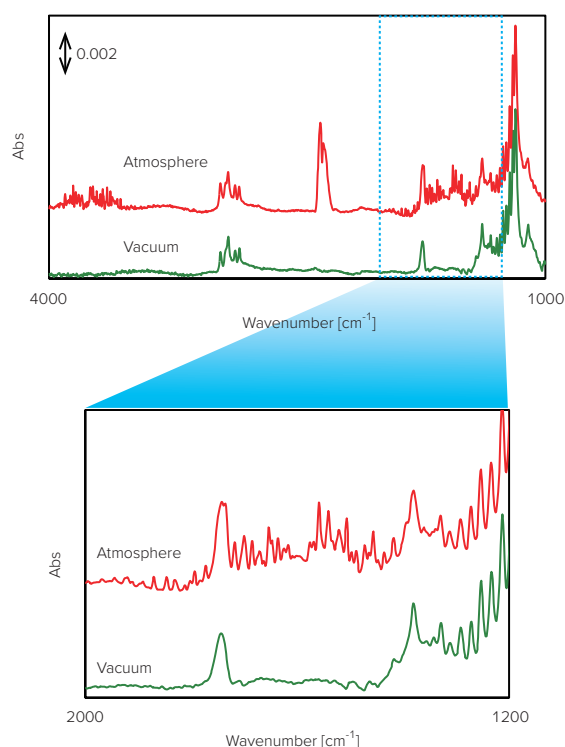 0.002
Abs
Atmosphere
Vacuum
4000
1000
Wavenumber [cm⁻¹]
Abs
Atmosphere
Vacuum
2000
1200
Wavenumber [cm⁻¹]